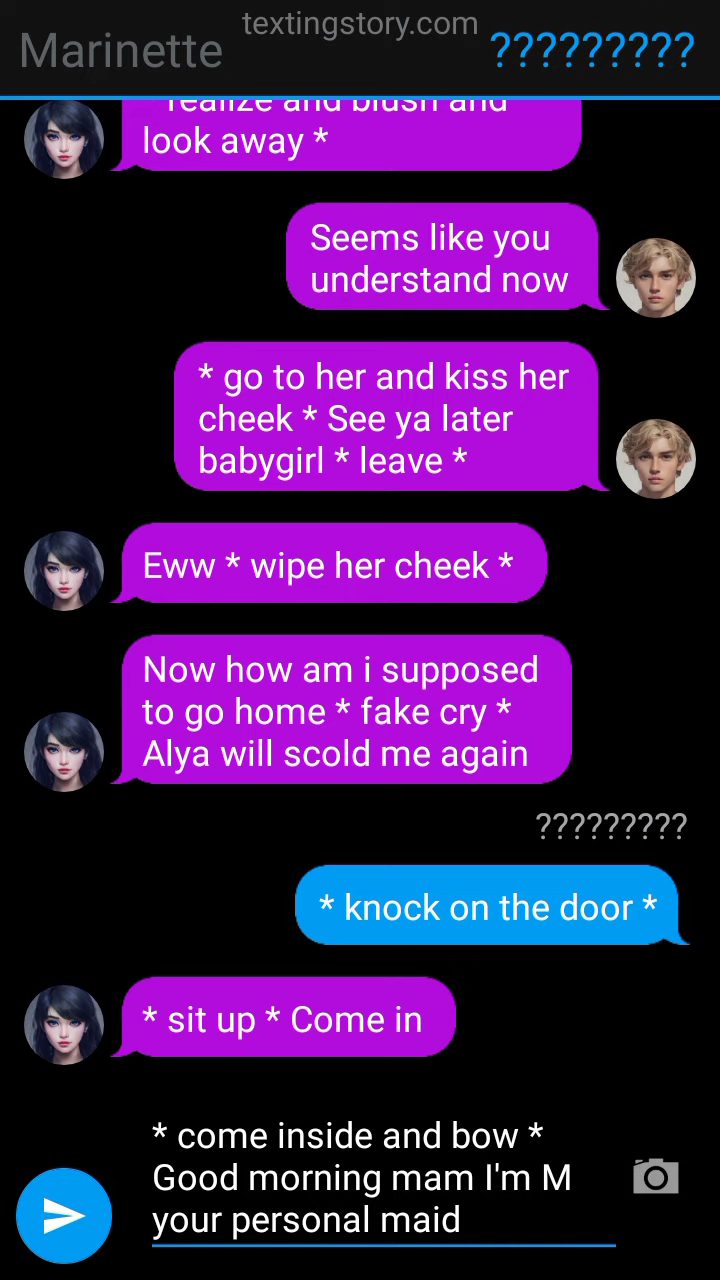 textingstory.com
Marinette
?????????
realize and blush and
look away *
Seems like you
understand now
* go to her and kiss her
cheek * See ya later
babygirl * leave *
Eww * wipe her cheek *
Now how am i supposed
to go home * fake cry *
Alya will scold me again
?????????
* knock on the door *
* sit up * Come in
* come inside and bow *
Good morning mam I'm M
your personal maid